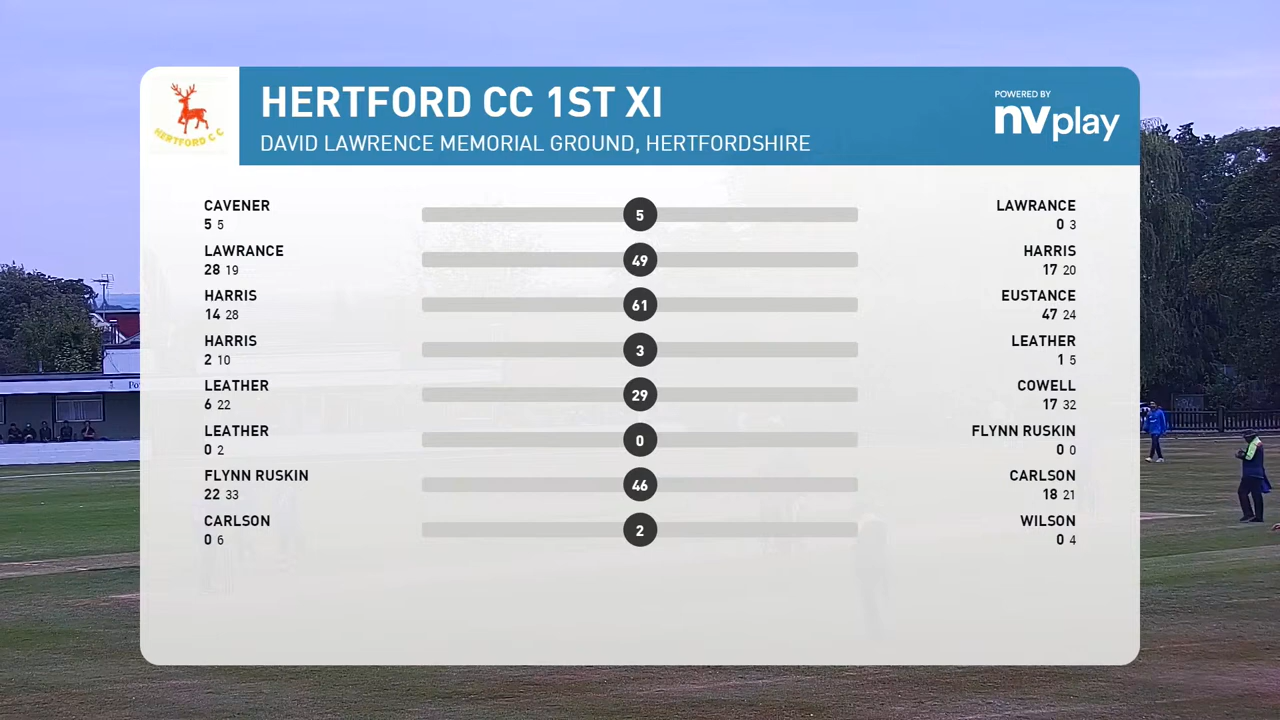 HERTFORD CC 1ST XI
DAVID LAWRENCE MEMORIAL GROUND, HERTFORDSHIRE
HERTFORD C C
POWERED BY
nvplay
CAVENER 5 LAWRANCE
5 5 0 3
LAWRANCE 49 HARRIS
28 19 17 20
HARRIS 61 EUSTANCE
14 28 47 24
HARRIS 3 LEATHER
2 10 1 5
LEATHER 29 COWELL
6 22 17 32
LEATHER 0 FLYNN RUSKIN
0 2 0 0
FLYNN RUSKIN 46 CARLSON
22 33 18 21
CARLSON 2 WILSON
0 6 0 4